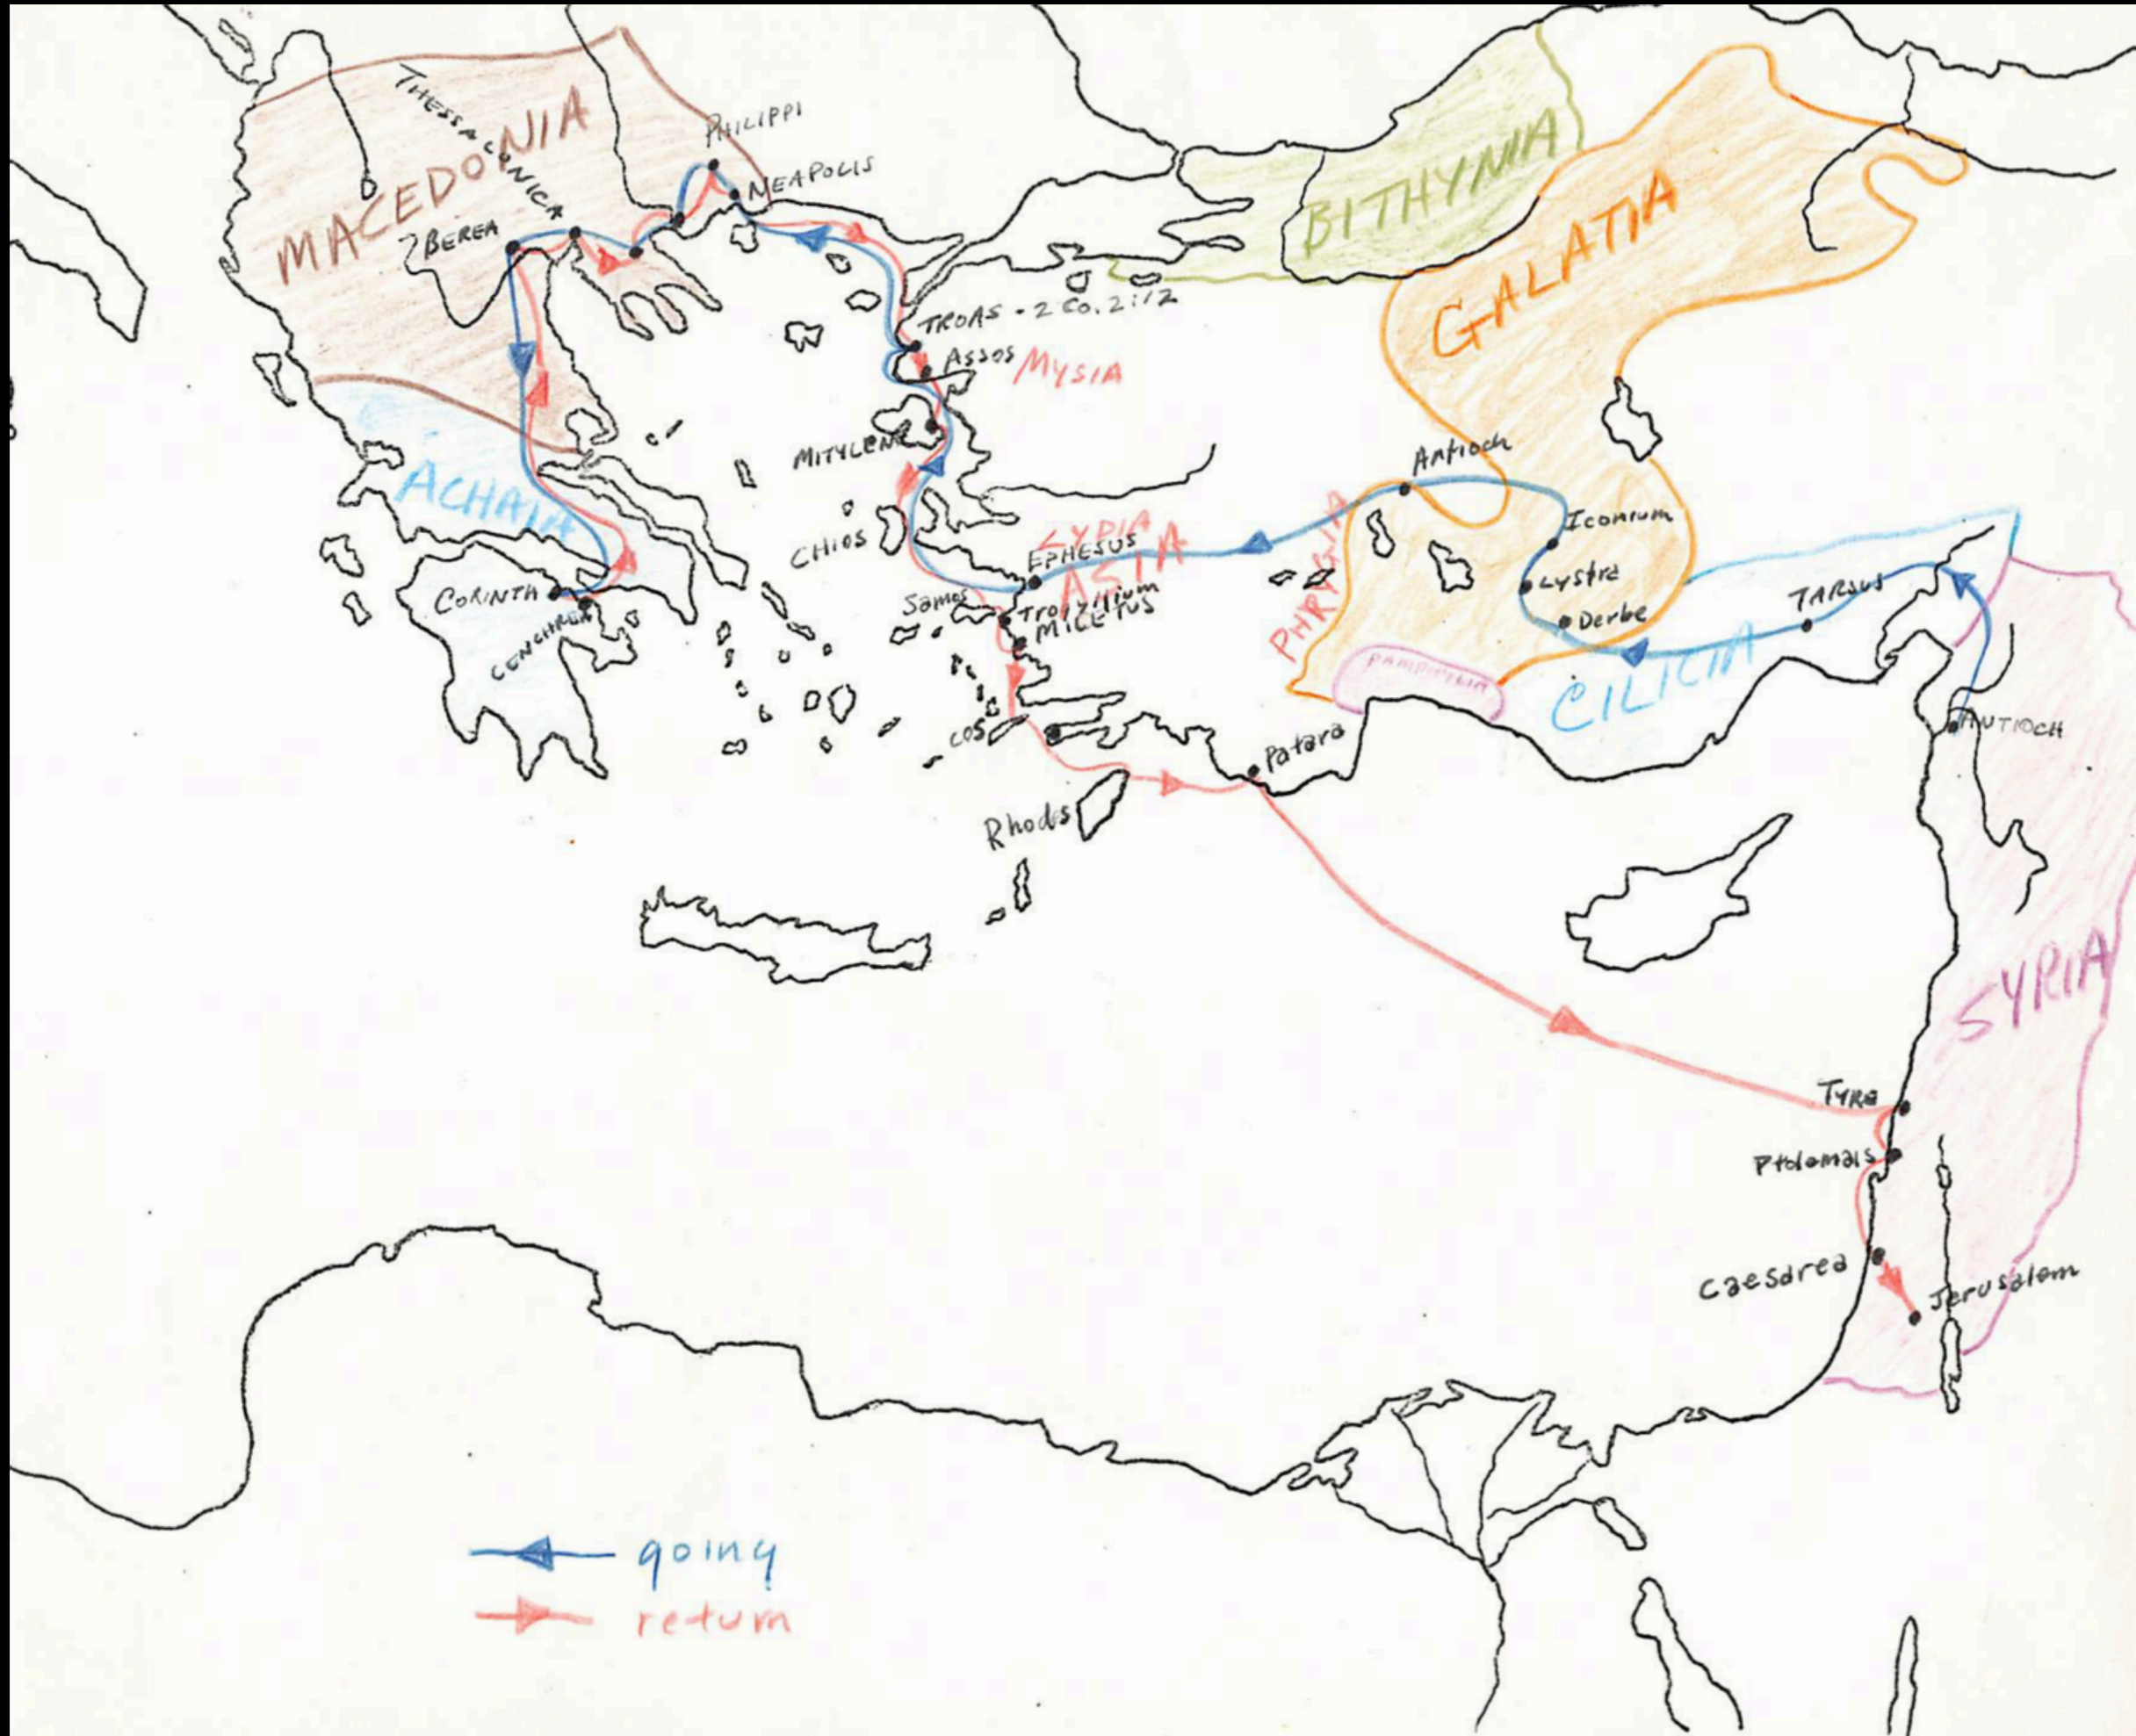 PHILIPPI
THESSALONICA
MACEDONIA
NEAPOLIS
BEREA
BITHYNIA
GALATIA
TROAS - 2 CO. 2:12
ASSOS
MYSIA
MITYLENE
Antioch
ACHAIA
CHIOS
LYDIA
EPHESUS
ASIA
PHRYGIA
Iconium
Lystra
Derbe
TARSUS
CORINTH
CENCHREA
Samos
Trogyllium
MILETUS
PAMPHYLIA
CILICIA
ANTIOCH
COS
Patara
Rhodes
SYRIA
TYRE
Ptolemais
Caesarea
Jerusalem
going
return